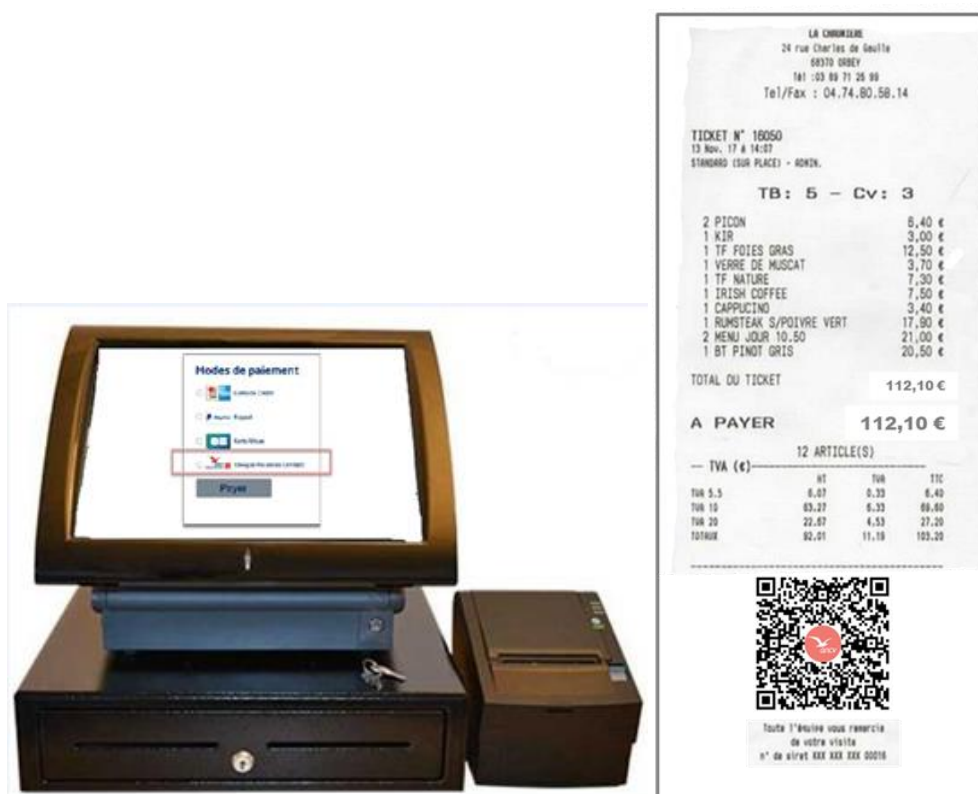 Modes de paiement
Payer
LA CHAUMIERE
24 rue Charles de Gaulle
68370 ORBEY
Tél :03 89 71 25 99
Tel/Fax : 04.74.80.58.14
TICKET N° 16050
13 Nov. 17 à 14:07
STANDARD (SUR PLACE) - ADMIN.
TB: 5 - Cv: 3
2 PICON 6,40 €
1 KIR 3,00 €
1 TF FOIES GRAS 12,50 €
1 VERRE DE MUSCAT 3,70 €
1 TF NATURE 7,30 €
1 IRISH COFFEE 7,50 €
1 CAPPUCINO 3,40 €
1 RUMSTEAK S/POIVRE VERT 17,90 €
2 MENU JOUR 10.50 21,00 €
1 BT PINOT GRIS 20,50 €
TOTAL DU TICKET 112,10 €
A PAYER 112,10 €
12 ARTICLE(S)
TVA (€)
HT TVA TTC
TVA 5.5 6.07 0.33 6.40
TVA 10 63.27 6.33 69.60
TVA 20 22.67 4.53 27.20
TOTAUX 92.01 11.19 103.20
ancv
Toute l'équipe vous remercie
de votre visite
n° de siret XXX XXX XXX 00016